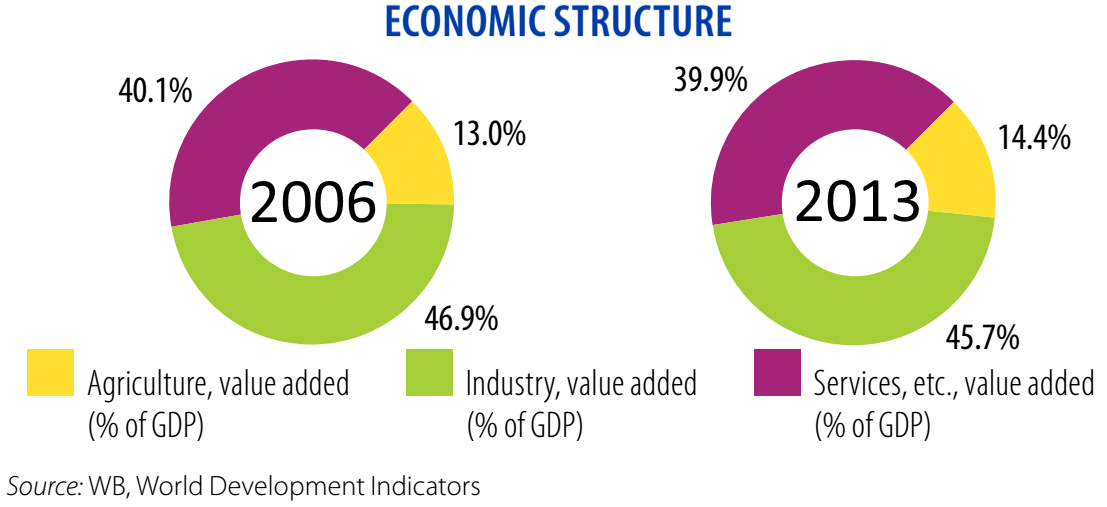 ECONOMIC STRUCTURE
40.1%
13.0%
2006
46.9%
39.9%
14.4%
2013
45.7%
Agriculture, value added
(% of GDP)
Industry, value added
(% of GDP)
Services, etc., value added
(% of GDP)
Source: WB, World Development Indicators